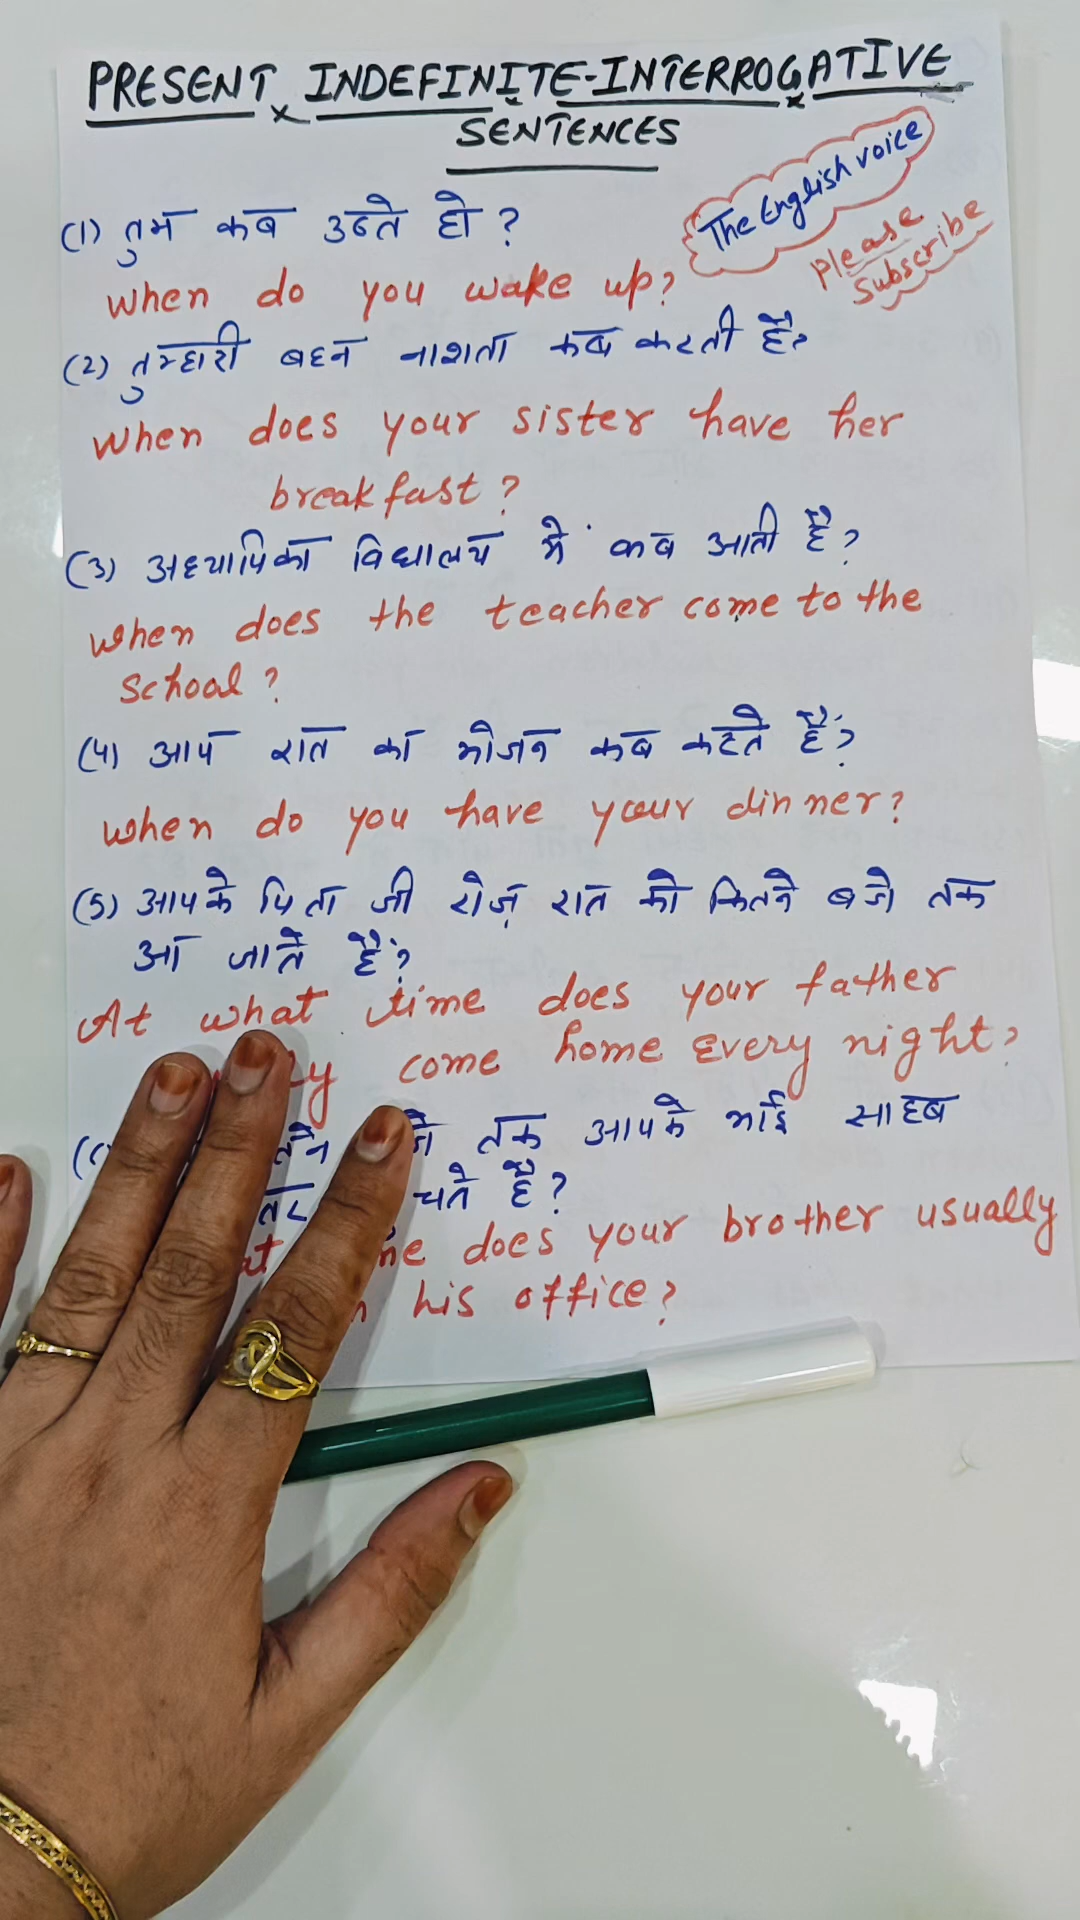 PRESENT INDEFINITE-INTERROGATIVE
SENTENCES
The English voice
Please
Subscribe
(1) तुम कब उठते हो ?
When do you wake up?
(2) तुम्हारी बहन नाश्ता कब करती है?
When does your sister have her
breakfast ?
(3) अध्यापिका विद्यालय में कब आती है ?
When does the teacher come to the
school ?
(4) आप रात का भोजन कब करते हैं?
When do you have your dinner?
(5) आपके पिता जी रोज़ रात को कितने बजे तक
आ जाते हैं?
At what time does your father
come home every night?
तक आपके भाई साहब
हैं?
does your brother usually
his office?